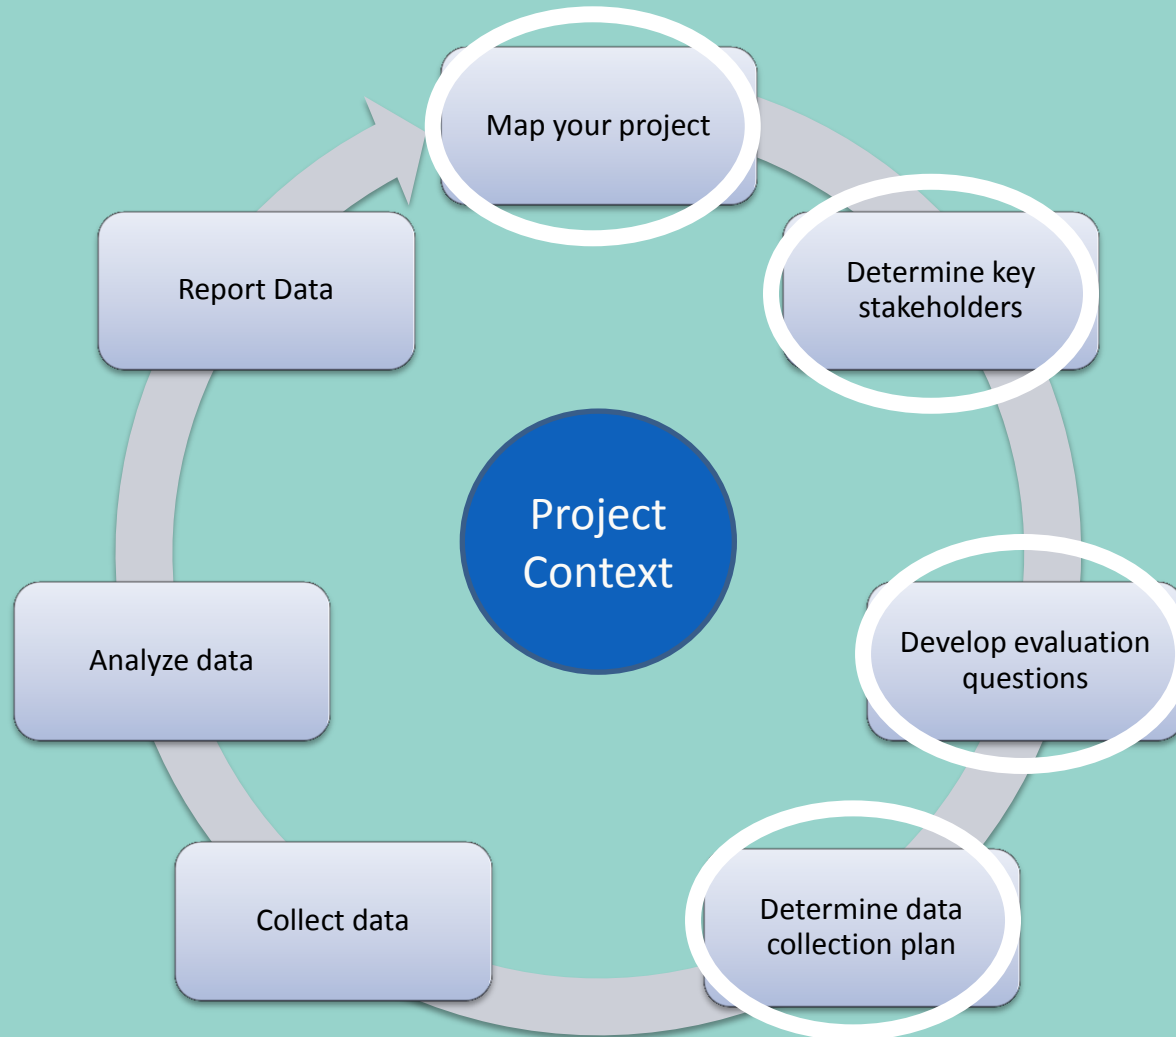 Map your project
Determine key
stakeholders
Develop evaluation
questions
Determine data
collection plan
Collect data
Analyze data
Report Data
Project
Context